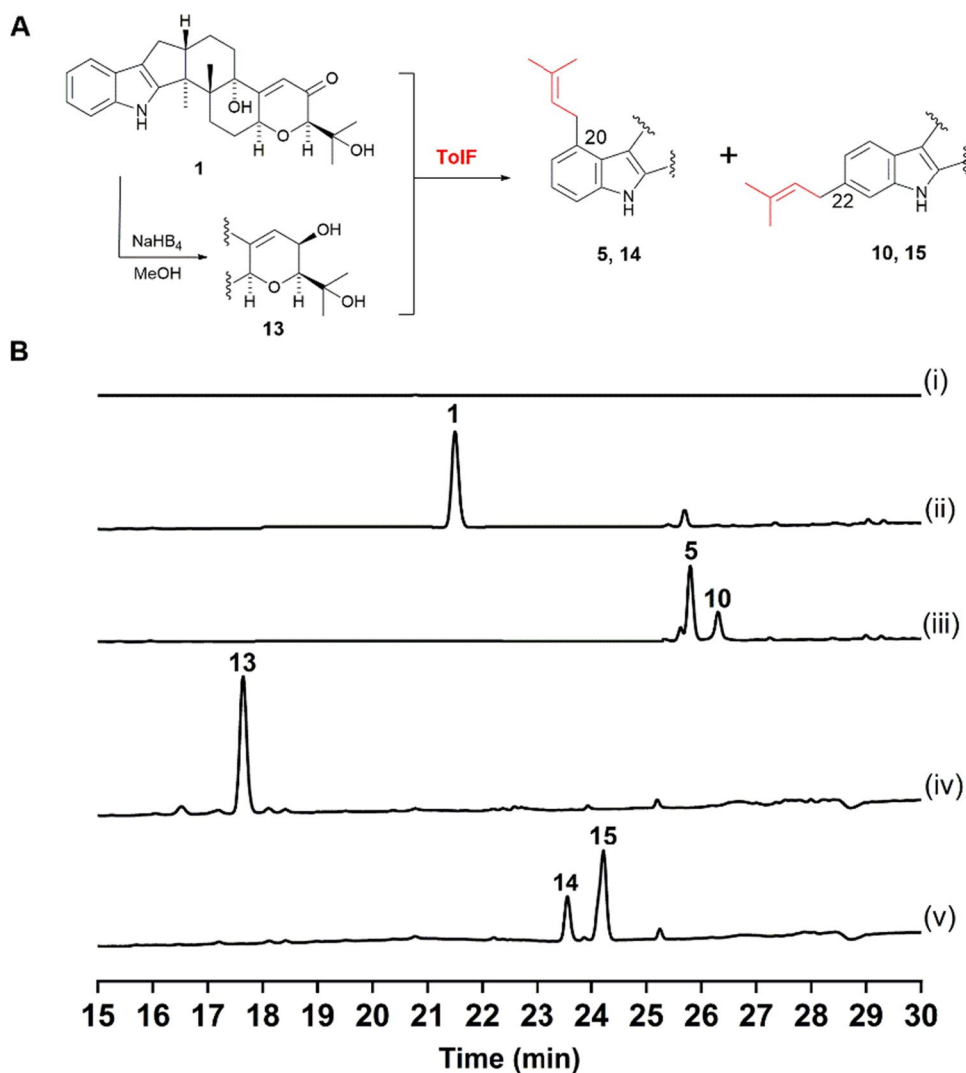 A
H
O
N
H
OH
H
O
OH
1
TolF
20
N
H
5, 14
+
22
N
H
10, 15
NaHB4
MeOH
OH
H
O
H
OH
13
B
(i)
1
(ii)
5
10
(iii)
13
(iv)
14
15
(v)
15 16 17 18 19 20 21 22 23 24 25 26 27 28 29 30
Time (min)